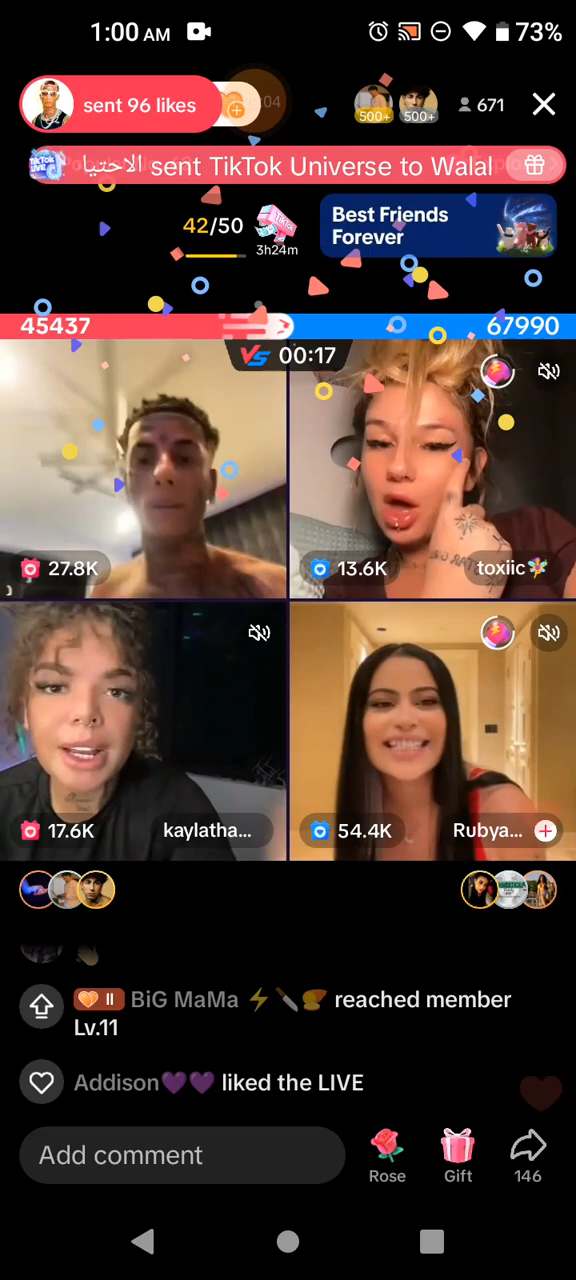 1:00 AM
73%
sent 96 likes
500+
500+
671
الاحتيا sent TikTok Universe to Walal
42/50
3h24m
Best Friends
Forever
45437
67990
VS 00:17
27.8K
13.6K
toxiic
17.6K
kaylatha...
54.4K
Rubya...
BiG MaMa reached member
Lv.11
Addison liked the LIVE
Add comment
Rose
Gift
146